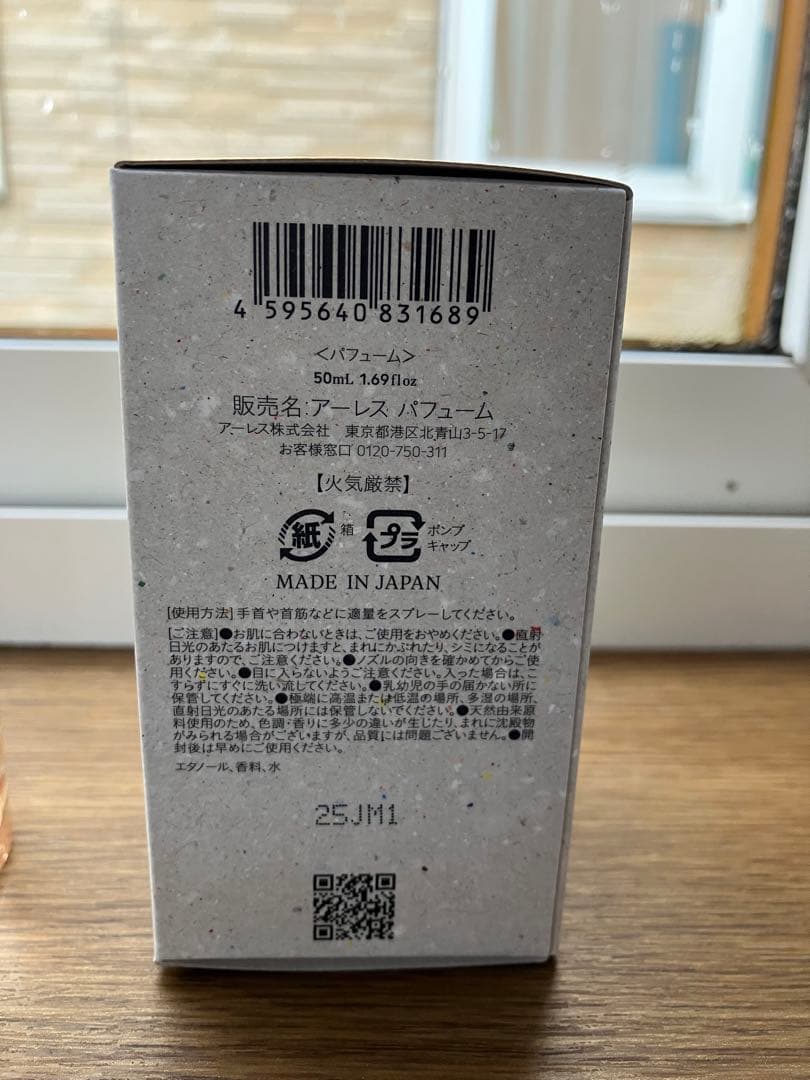 4 595640 831689
＜パフューム＞
50mL 1.69floz
販売名:アーレス パフューム
アーレス株式会社　東京都港区北青山3-5-17
お客様窓口 0120-750-311
【火気厳禁】
紙 箱 プラ ポンプ
キャップ
MADE IN JAPAN
[使用方法]手首や首筋などに適量をスプレーしてください。
[ご注意]●お肌に合わないときは、ご使用をおやめください。●直射
日光のあたるお肌につけますと、まれにかぶれたり、シミになることが
ありますので、ご注意ください。●ノズルの向きを確かめてからご使
用ください。●目に入らないようご注意ください。入った場合は、こ
すらずにすぐに洗い流してください。●乳幼児の手の届かない所に
保管してください。●極端に高温または低温の場所、多湿の場所、
直射日光のあたる場所には保管しないでください。●天然由来原
料使用のため、色調・香りに多少の違いが生じたり、まれに沈殿物
がみられる場合がございますが、品質には問題ございません。●開
封後は早めにご使用ください。
エタノール、香料、水
25JM1